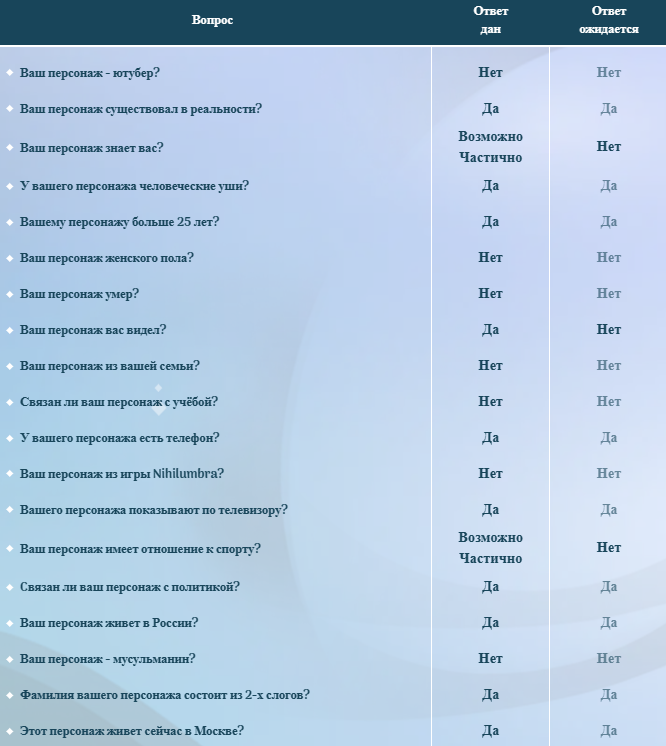 Вопрос Ответ дан Ответ ожидается
Ваш персонаж - ютубер? Нет Нет
Ваш персонаж существовал в реальности? Да Да
Ваш персонаж знает вас? Возможно Частично Нет
У вашего персонажа человеческие уши? Да Да
Вашему персонажу больше 25 лет? Да Да
Ваш персонаж женского пола? Нет Нет
Ваш персонаж умер? Нет Нет
Ваш персонаж вас видел? Да Нет
Ваш персонаж из вашей семьи? Нет Нет
Связан ли ваш персонаж с учёбой? Нет Нет
У вашего персонажа есть телефон? Да Да
Ваш персонаж из игры Nihilumbra? Нет Нет
Вашего персонажа показывают по телевизору? Да Да
Ваш персонаж имеет отношение к спорту? Возможно Частично Нет
Связан ли ваш персонаж с политикой? Да Да
Ваш персонаж живет в России? Да Да
Ваш персонаж - мусульманин? Нет Нет
Фамилия вашего персонажа состоит из 2-х слогов? Да Да
Этот персонаж живет сейчас в Москве? Да Да